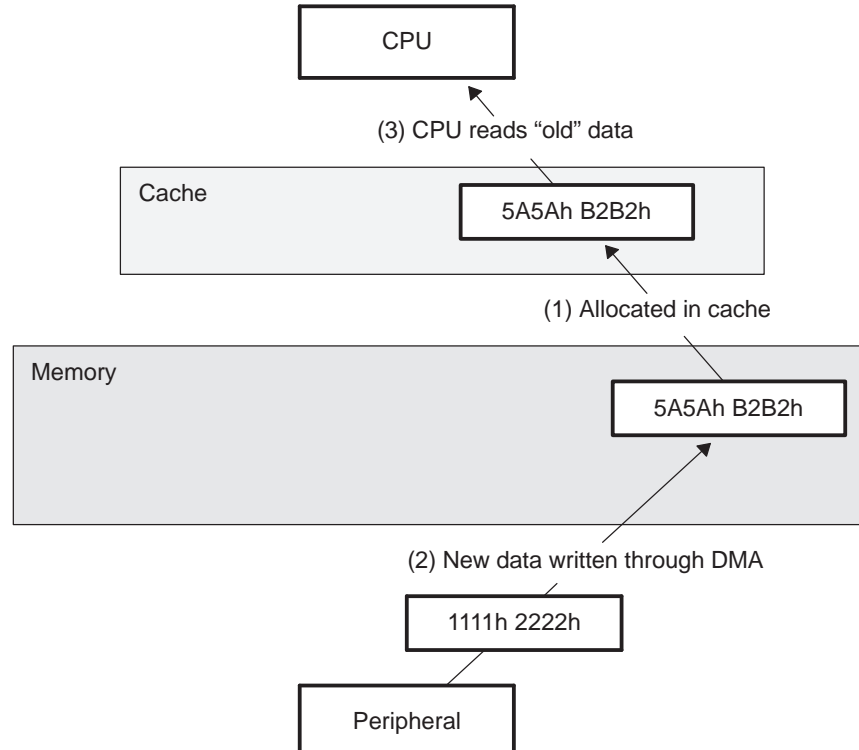 CPU
(3) CPU reads “old” data
Cache
5A5Ah B2B2h
(1) Allocated in cache
Memory
5A5Ah B2B2h
(2) New data written through DMA
1111h 2222h
Peripheral